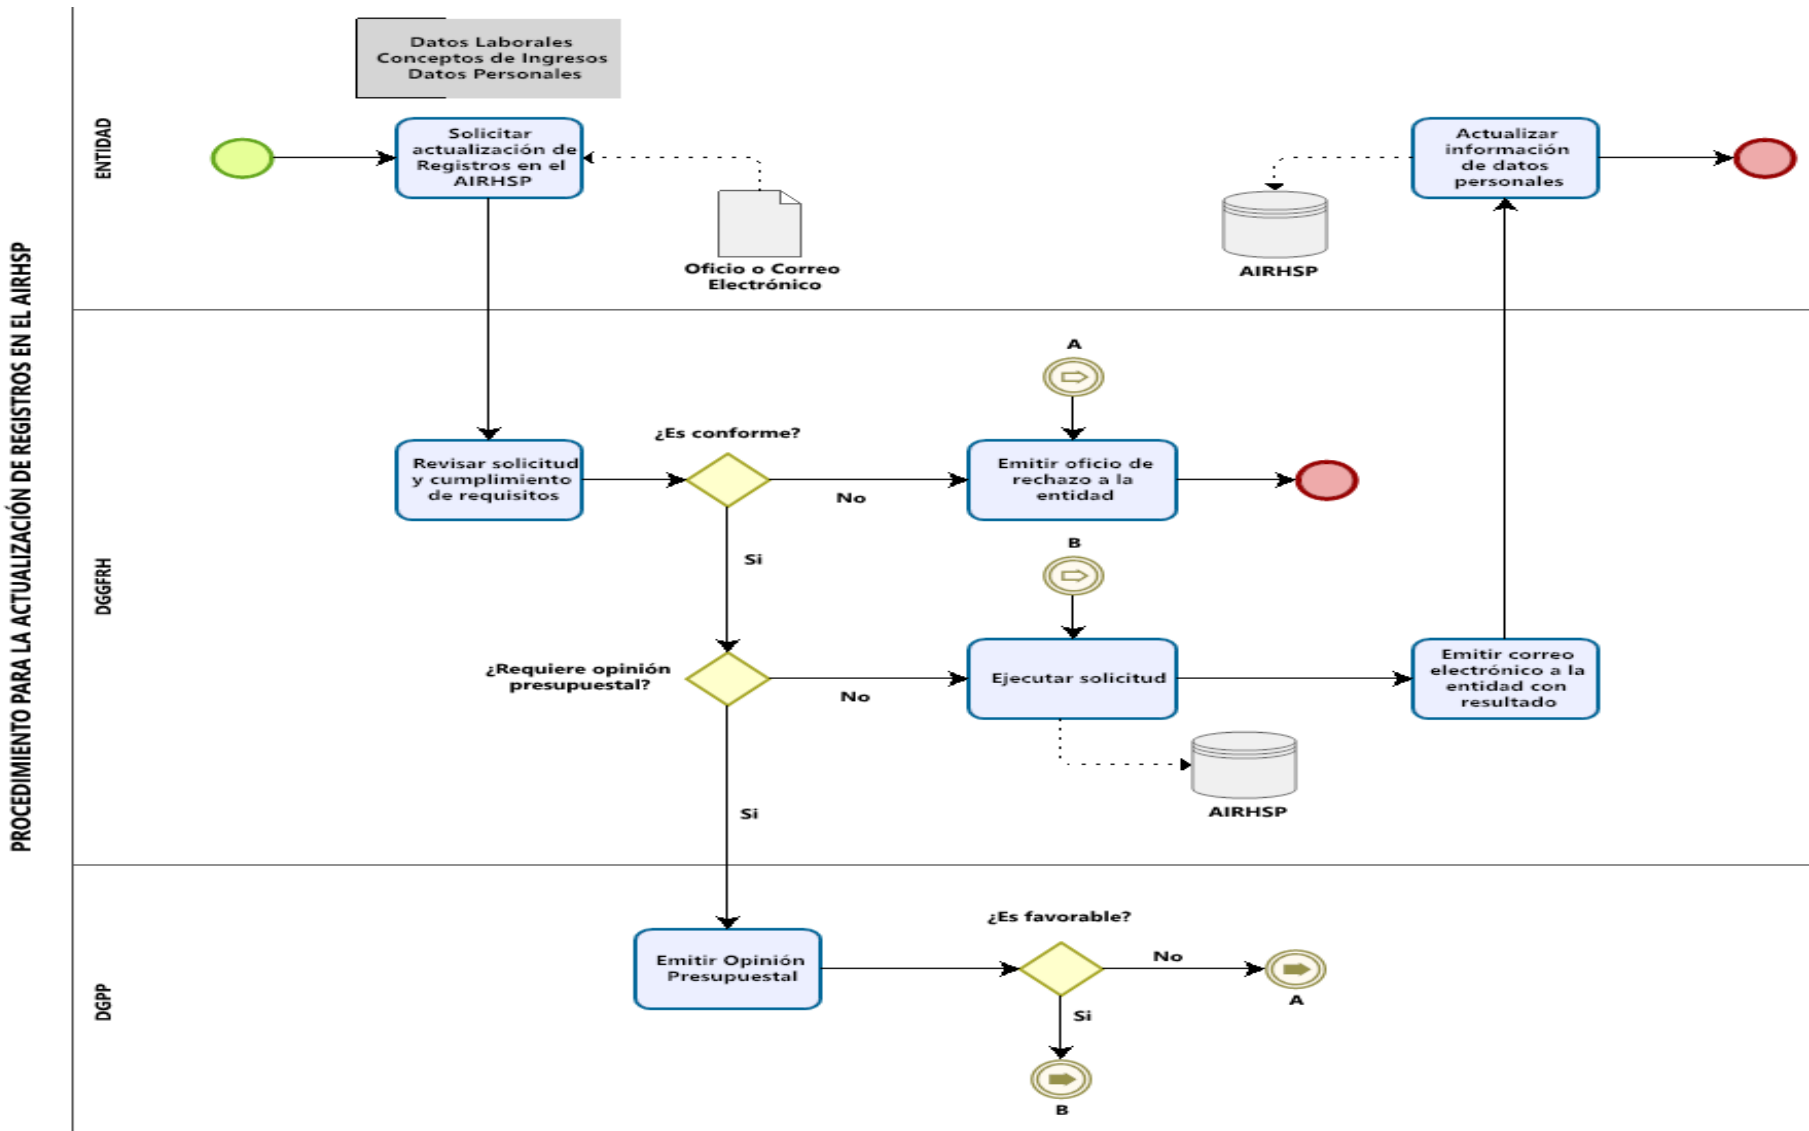 PROCEDIMIENTO PARA LA ACTUALIZACIÓN DE REGISTROS EN EL AIRHSP
ENTIDAD
Datos Laborales
Conceptos de Ingresos
Datos Personales
Solicitar
actualización de
Registros en el
AIRHSP
Oficio o Correo
Electrónico
Actualizar
información
de datos
personales
AIRHSP
DGGFRH
A
Revisar solicitud
y cumplimiento
de requisitos
¿Es conforme?
No
Emitir oficio de
rechazo a la
entidad
Si
B
¿Requiere opinión
presupuestal?
No
Ejecutar solicitud
Emitir correo
electrónico a la
entidad con
resultado
AIRHSP
Si
DGPP
Emitir Opinión
Presupuestal
¿Es favorable?
No
A
Si
B